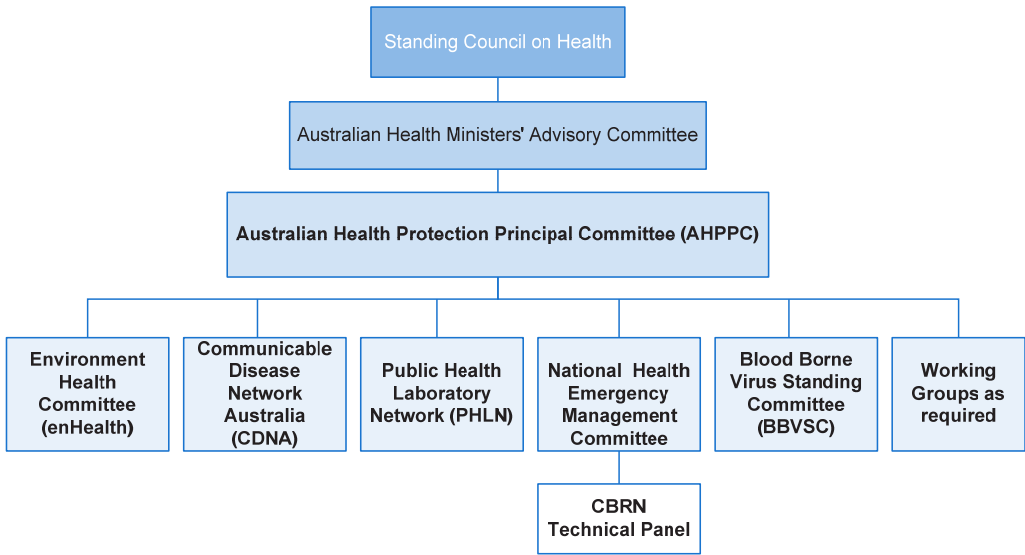 Standing Council on Health
Australian Health Ministers' Advisory Committee
Australian Health Protection Principal Committee (AHPPC)
Environment
Health
Committee
(enHealth)
Communicable
Disease
Network
Australia
(CDNA)
Public Health
Laboratory
Network (PHLN)
National Health
Emergency
Management
Committee
Blood Borne
Virus Standing
Committee
(BBVSC)
Working
Groups as
required
CBRN
Technical Panel